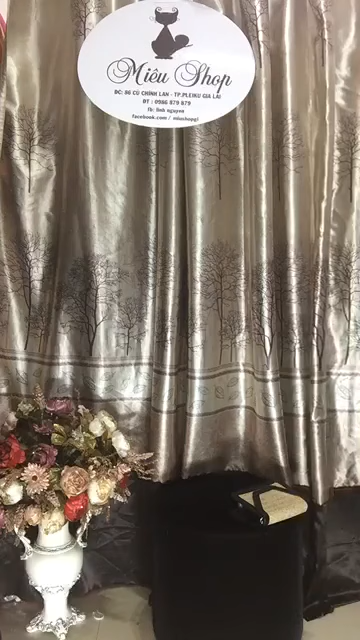 Miêu Shop
ĐC: 86 CÙ CHÍNH LAN - TP.PLEIKU GIA LAI
ĐT : 0986 879 879
fb: linh nguyen
facebook.com / mieushopgl